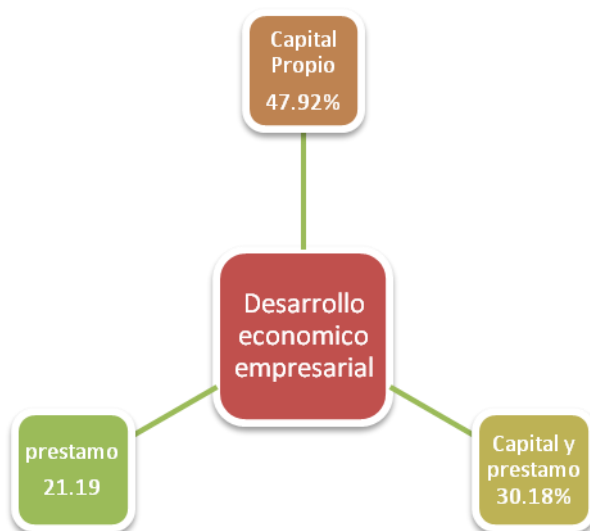 Capital
Propio
47.92%
Desarrollo
economico
empresarial
prestamo
21.19
Capital y
prestamo
30.18%